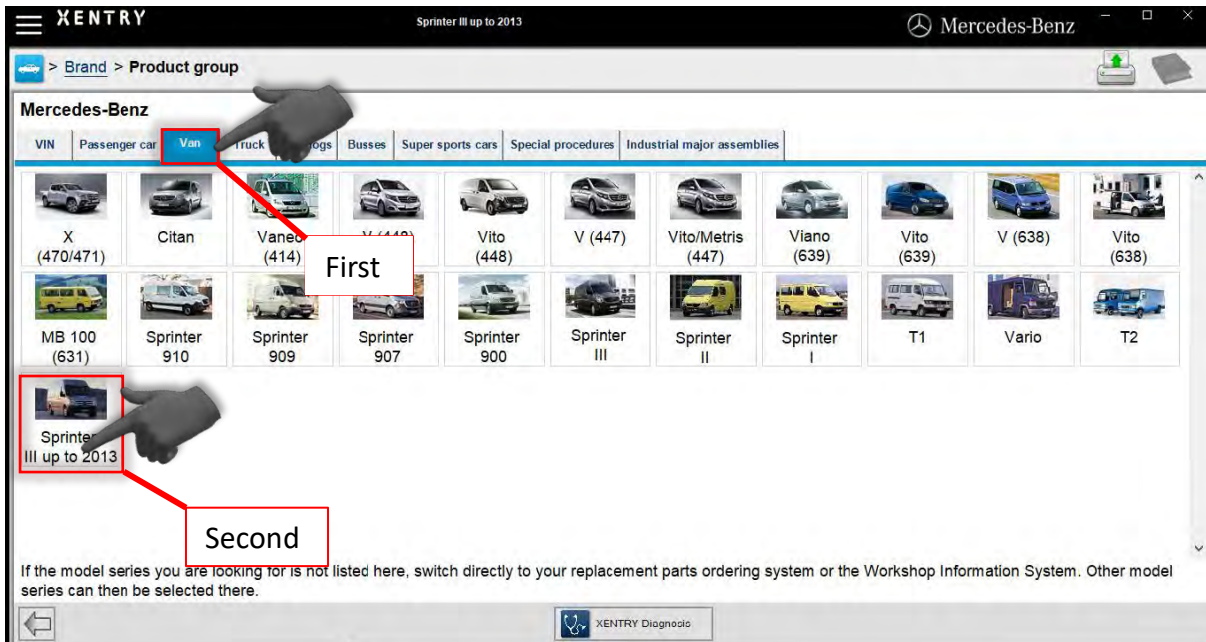 XENTRY
Sprinter III up to 2013
Mercedes-Benz
> Brand > Product group
Mercedes-Benz
VIN
Passenger car
Van
Truck
Busses
Super sports cars
Special procedures
Industrial major assemblies
X
(470/471)
Citan
Vaneo
(414)
Vito
(448)
V (447)
Vito/Metris
(447)
Viano
(639)
Vito
(639)
V (638)
Vito
(638)
First
MB 100
(631)
Sprinter
910
Sprinter
909
Sprinter
907
Sprinter
900
Sprinter
III
Sprinter
II
Sprinter
I
T1
Vario
T2
Sprinter
III up to 2013
Second
If the model series you are looking for is not listed here, switch directly to your replacement parts ordering system or the Workshop Information System. Other model
series can then be selected there.
XENTRY Diagnosis